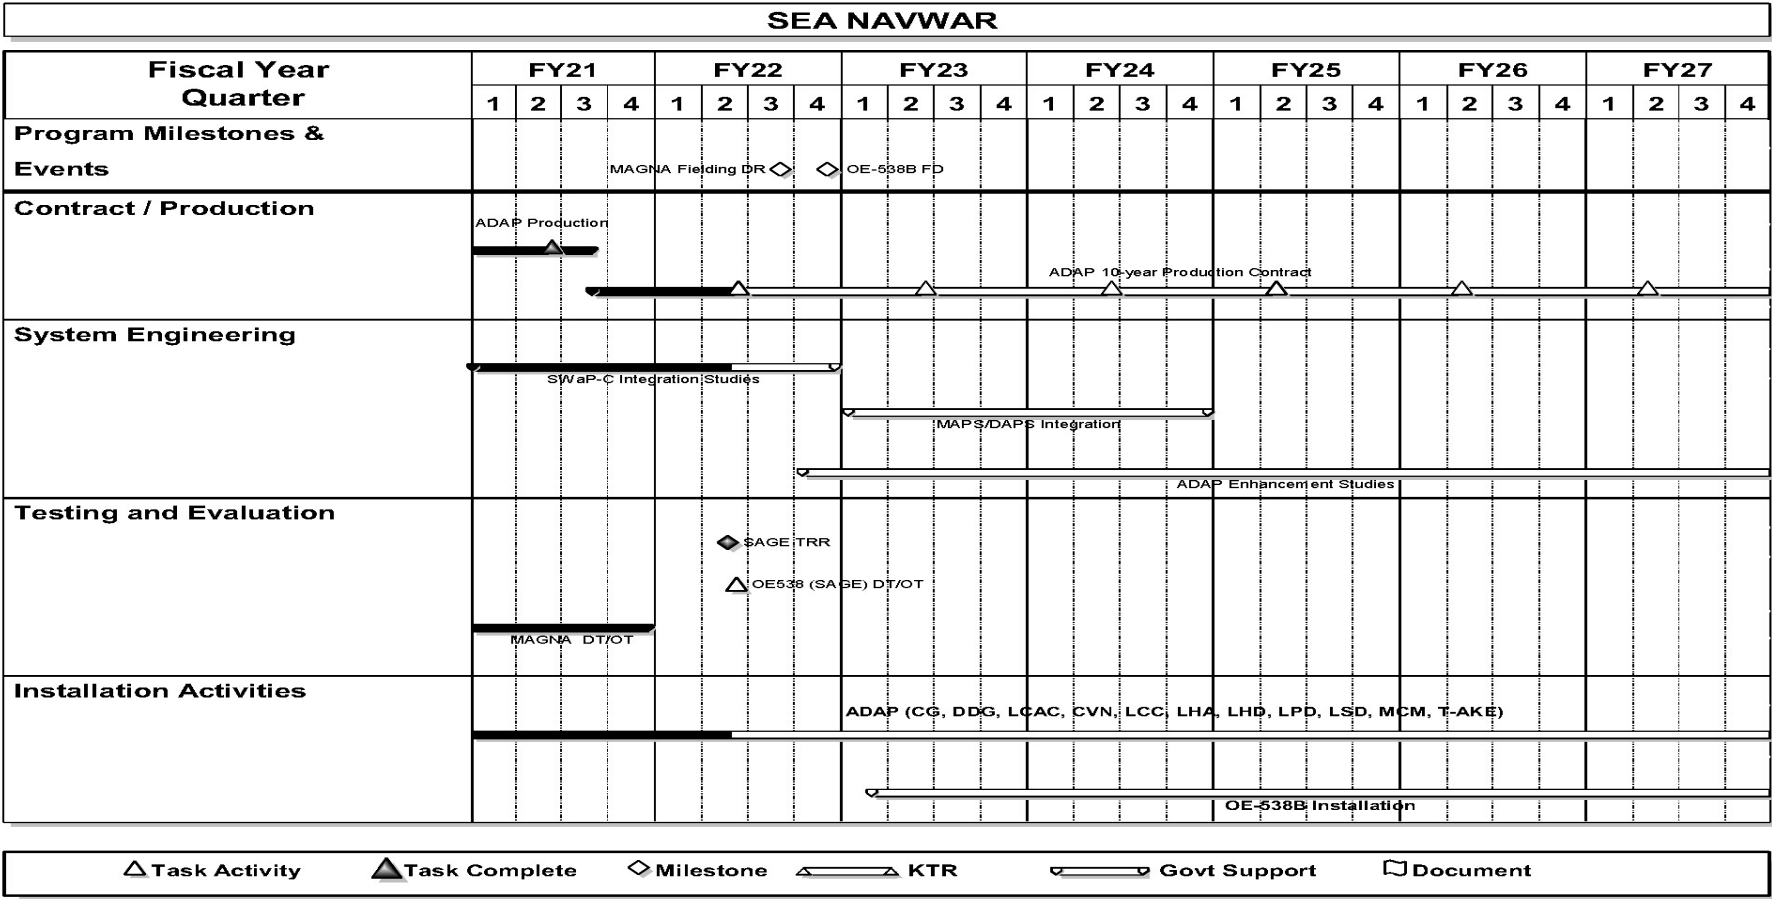 SEA NAVWAR
Fiscal Year FY21 FY22 FY23 FY24 FY25 FY26 FY27
Quarter 1 2 3 4 1 2 3 4 1 2 3 4 1 2 3 4 1 2 3 4 1 2 3 4 1 2 3 4
Program Milestones &
Events
MAGNA Fielding DR OE-538B FD
Contract / Production
ADAP Production
ADAP 10-year Production Contract
System Engineering
SWaP-C Integration Studies
MAPS/DAPS Integration
ADAP Enhancement Studies
Testing and Evaluation
SAGE TRR
OE538 (SAGE) DT/OT
MAGNA DT/OT
Installation Activities
ADAP (CG, DDG, LCAC, CVN, LCC, LHA, LHD, LPD, LSD, MCM, T-AKE)
OE-538B Installation
Task Activity Task Complete Milestone KTR Govt Support Document